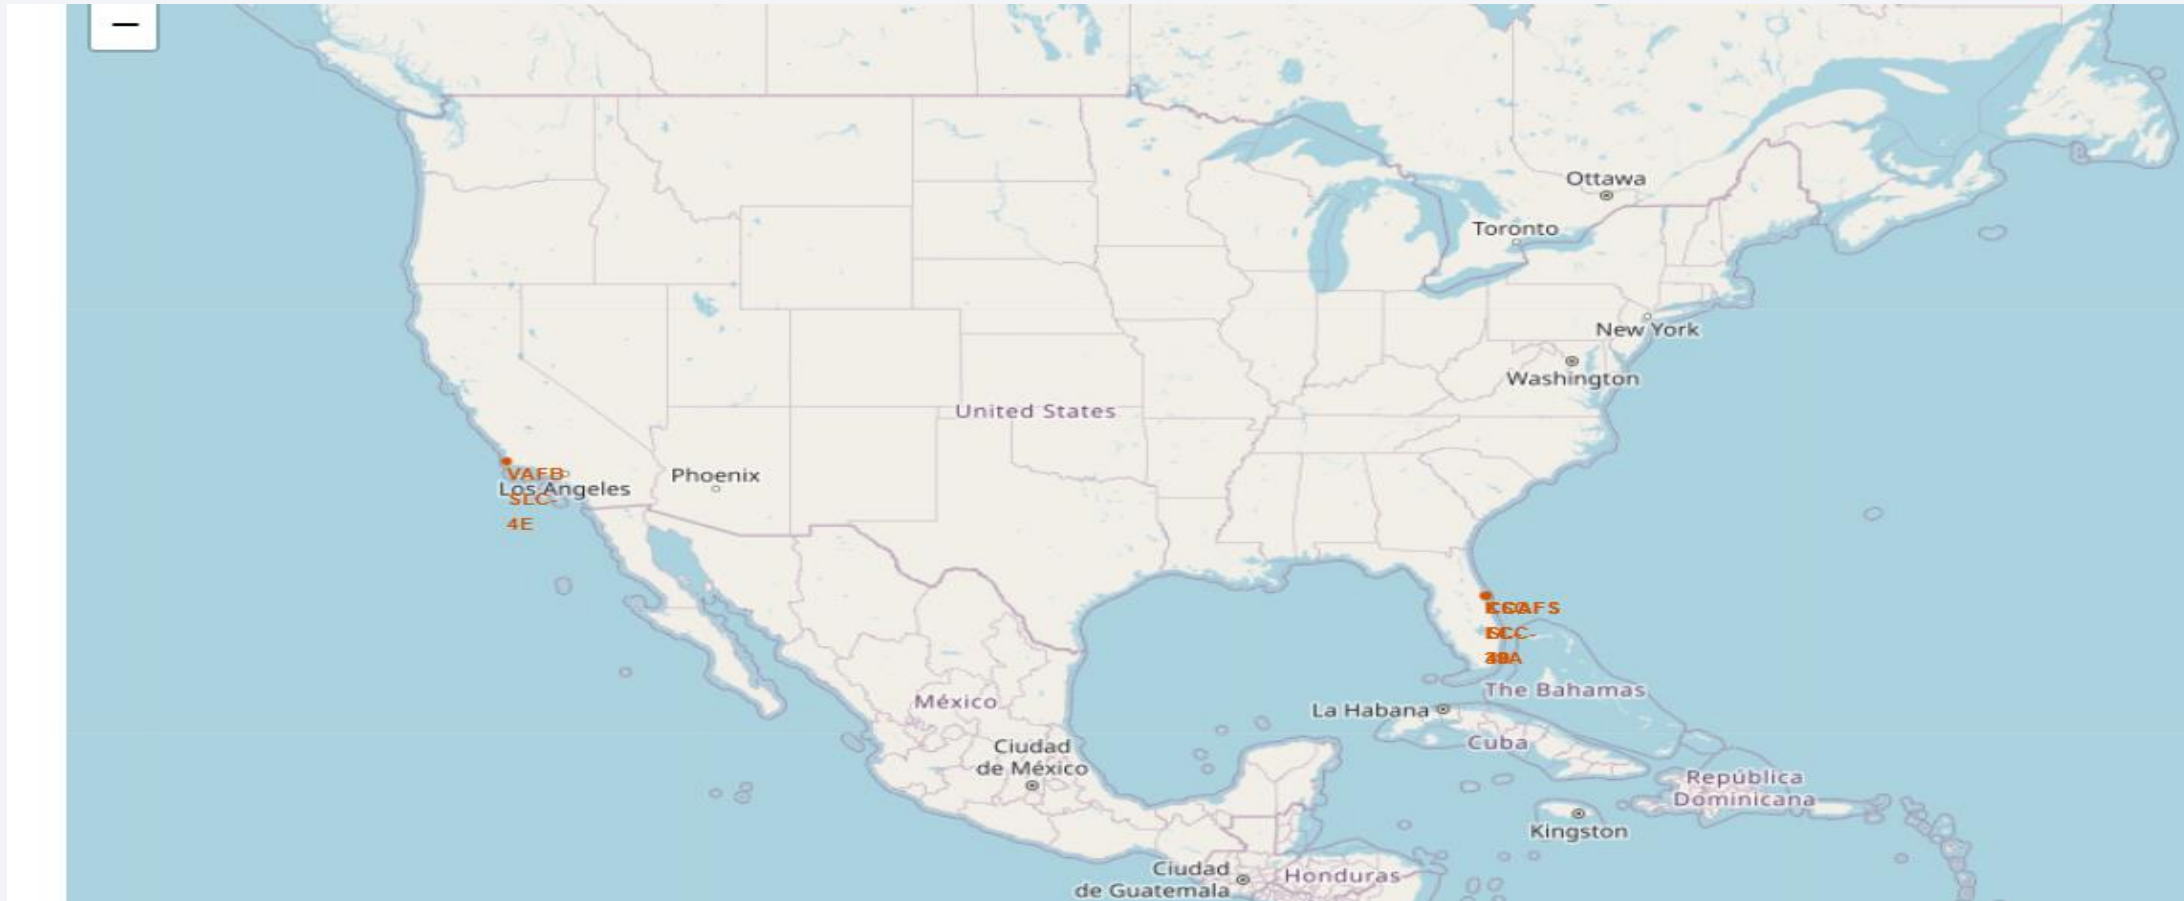 −
Ottawa
Toronto
New York
Washington
United States
VAFB
Los Angeles
SLC-
4E
Phoenix
México
Ciudad
de México
La Habana
The Bahamas
Cuba
República
Dominicana
Kingston
Ciudad
de Guatemala
Honduras